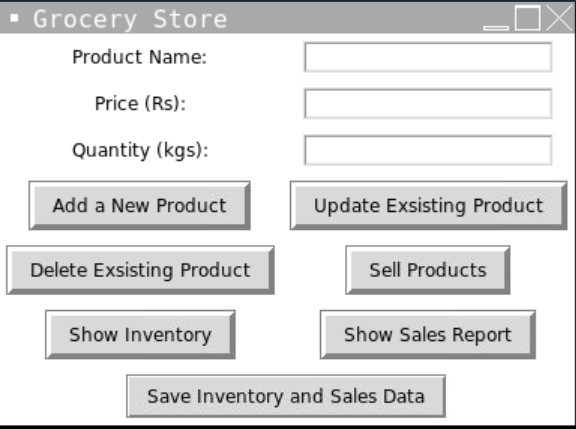 Grocery Store
Product Name:
Price (Rs):
Quantity (kgs):
Add a New Product Update Exsisting Product
Delete Exsisting Product Sell Products
Show Inventory Show Sales Report
Save Inventory and Sales Data